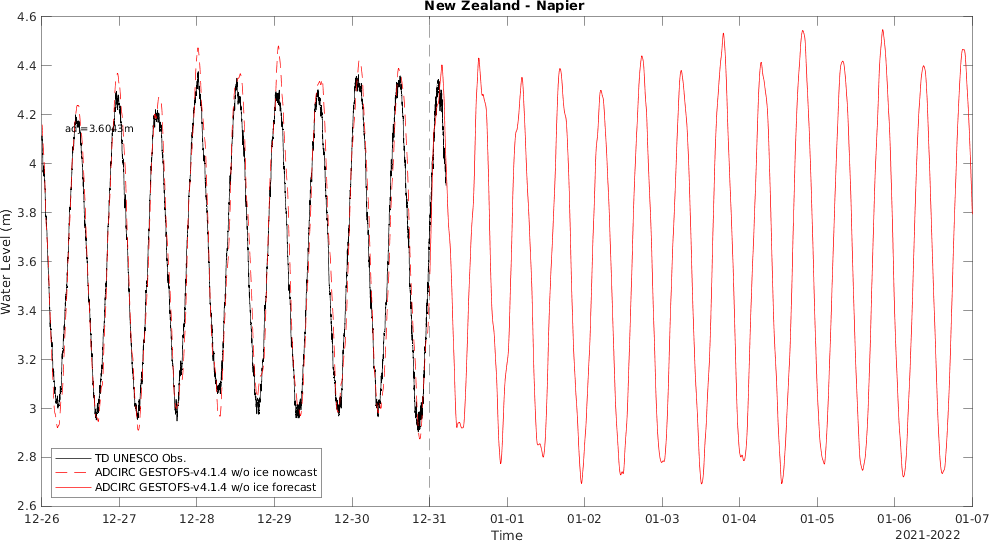 New Zealand - Napier
4.6
4.4
4.2
4
3.8
3.6
3.4
3.2
3
2.8
2.6
Water Level (m)
=3.6043m
TD UNESCO Obs.
ADCIRC GESTOFS-v4.1.4 w/o ice nowcast
ADCIRC GESTOFS-v4.1.4 w/o ice forecast
12-26 12-27 12-28 12-29 12-30 12-31 01-01 01-02 01-03 01-04 01-05 01-06 01-07
Time
2021-2022